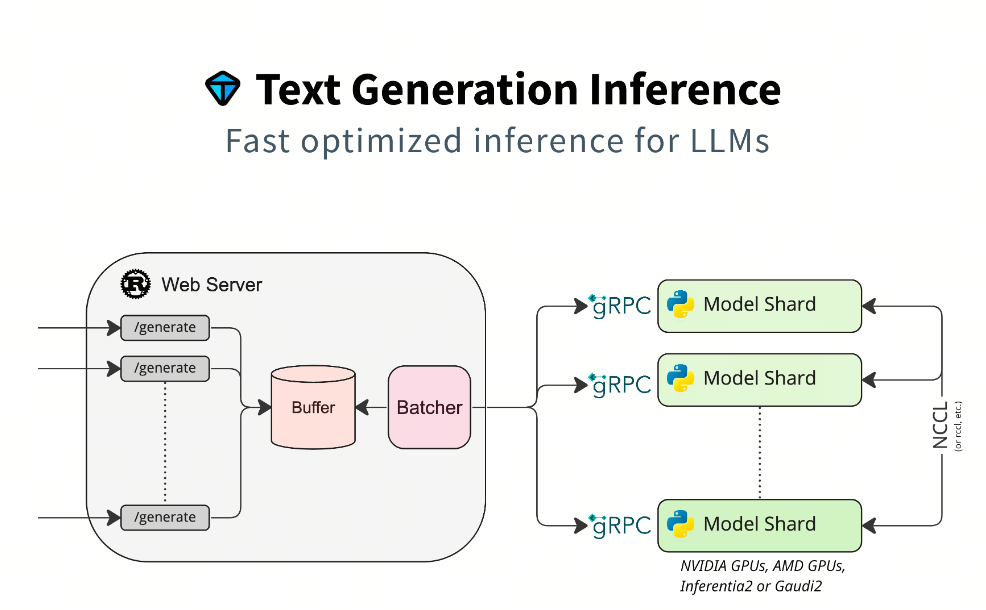 Text Generation Inference
Fast optimized inference for LLMs
Web Server
/generate
/generate
/generate
Buffer
Batcher
gRPC
Model Shard
gRPC
Model Shard
gRPC
Model Shard
NCCL
(or rccl, etc.)
NVIDIA GPUs, AMD GPUs,
Inferentia2 or Gaudi2